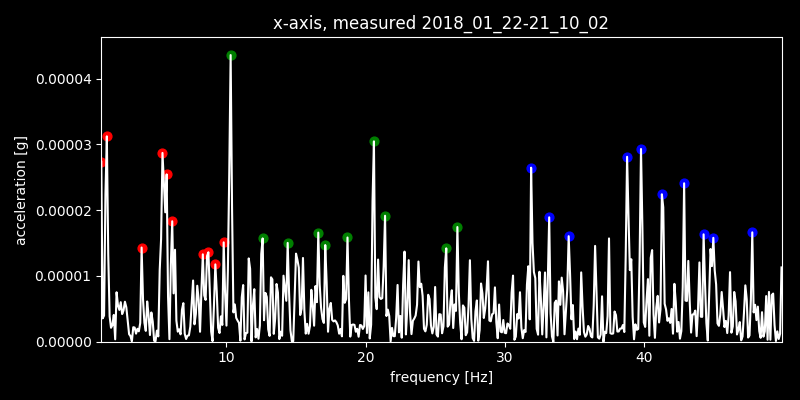 x-axis, measured 2018_01_22-21_10_02
0.00004
0.00003
0.00002
0.00001
0.00000
acceleration [g]
10 20 30 40
frequency [Hz]